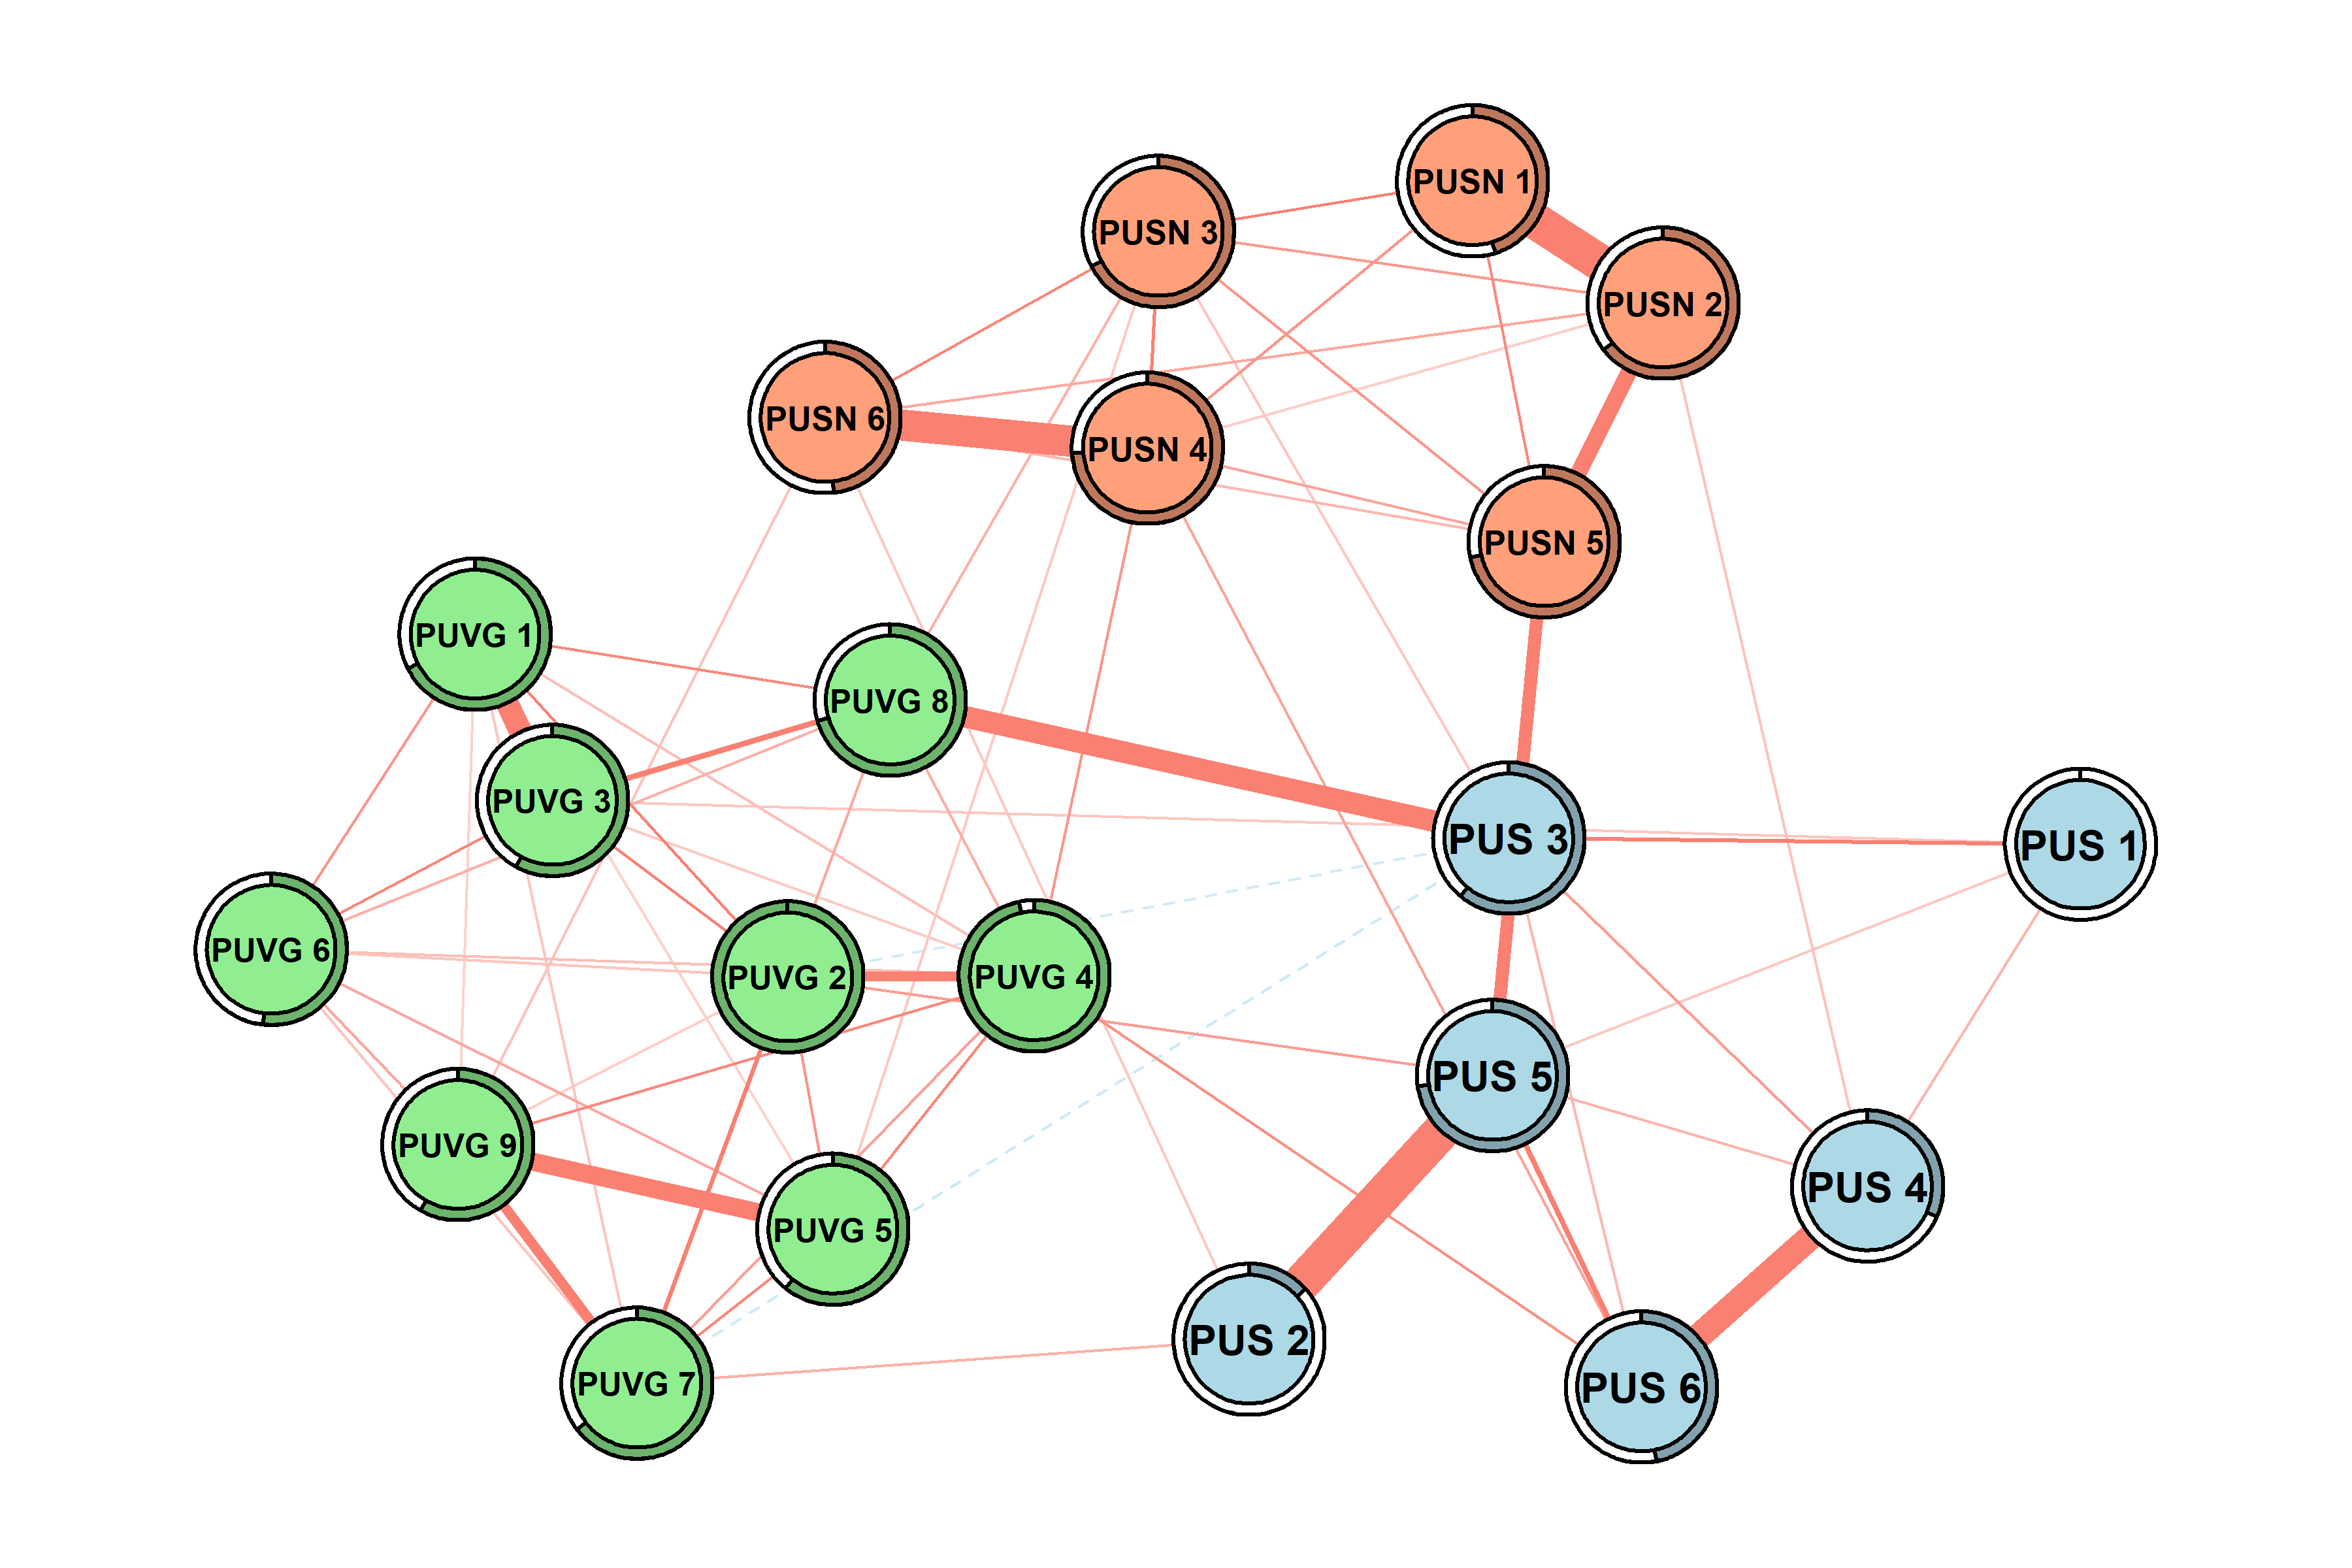 PUSN 1
PUSN 3
PUSN 2
PUSN 6
PUSN 4
PUSN 5
PUVG 1
PUVG 8
PUVG 3
PUS 3
PUS 1
PUVG 6
PUVG 2
PUVG 4
PUS 5
PUVG 9
PUS 4
PUVG 5
PUS 2
PUVG 7
PUS 6